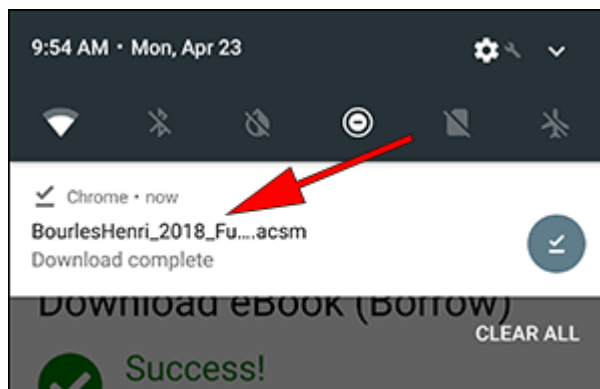 9:54 AM • Mon, Apr 23
Chrome • now
BourlesHenri_2018_Fu....acsm
Download complete
Download eBook (Borrow)
CLEAR ALL
Success!